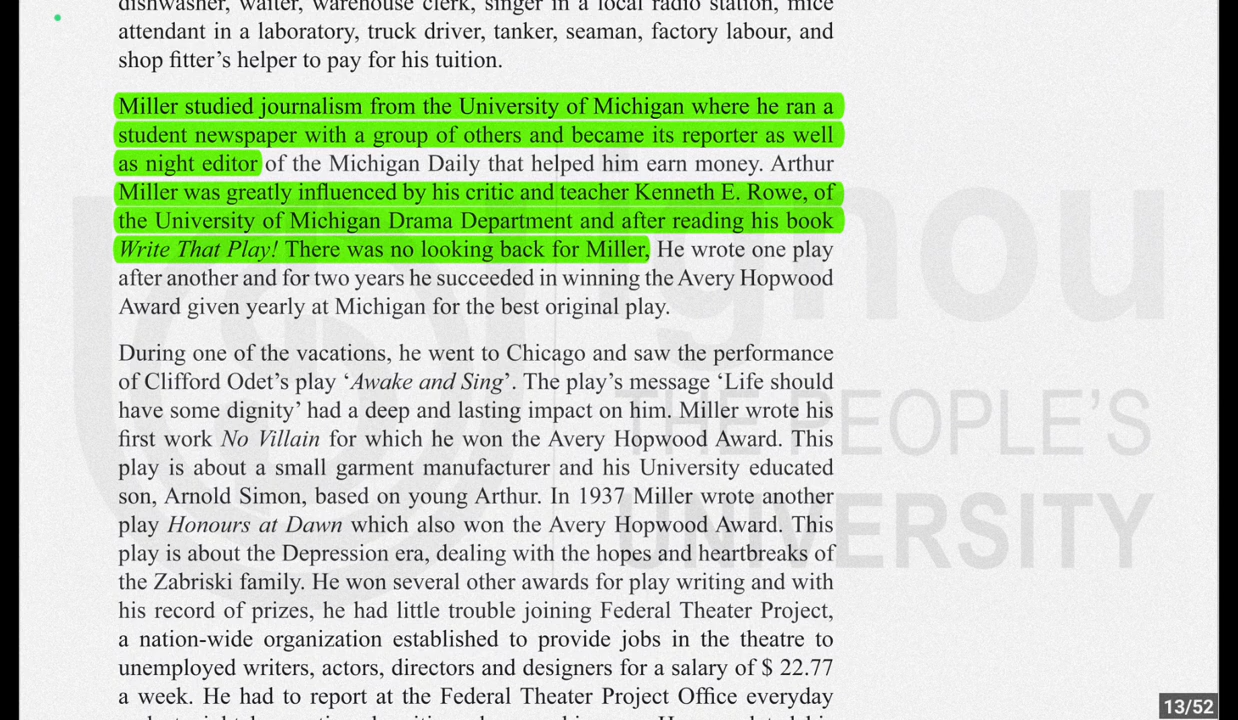 dishwasher, waiter, warehouse clerk, singer in a local radio station, mice
attendant in a laboratory, truck driver, tanker, seaman, factory labour, and
shop fitter’s helper to pay for his tuition.
Miller studied journalism from the University of Michigan where he ran a
student newspaper with a group of others and became its reporter as well
as night editor of the Michigan Daily that helped him earn money. Arthur
Miller was greatly influenced by his critic and teacher Kenneth E. Rowe, of
the University of Michigan Drama Department and after reading his book
Write That Play! There was no looking back for Miller, He wrote one play
after another and for two years he succeeded in winning the Avery Hopwood
Award given yearly at Michigan for the best original play.
During one of the vacations, he went to Chicago and saw the performance
of Clifford Odet’s play ‘Awake and Sing’. The play’s message ‘Life should
have some dignity’ had a deep and lasting impact on him. Miller wrote his
first work No Villain for which he won the Avery Hopwood Award. This
play is about a small garment manufacturer and his University educated
son, Arnold Simon, based on young Arthur. In 1937 Miller wrote another
play Honours at Dawn which also won the Avery Hopwood Award. This
play is about the Depression era, dealing with the hopes and heartbreaks of
the Zabriski family. He won several other awards for play writing and with
his record of prizes, he had little trouble joining Federal Theater Project,
a nation-wide organization established to provide jobs in the theatre to
unemployed writers, actors, directors and designers for a salary of $ 22.77
a week. He had to report at the Federal Theater Project Office everyday
ignou
THE PEOPLE’S
UNIVERSITY
13/52